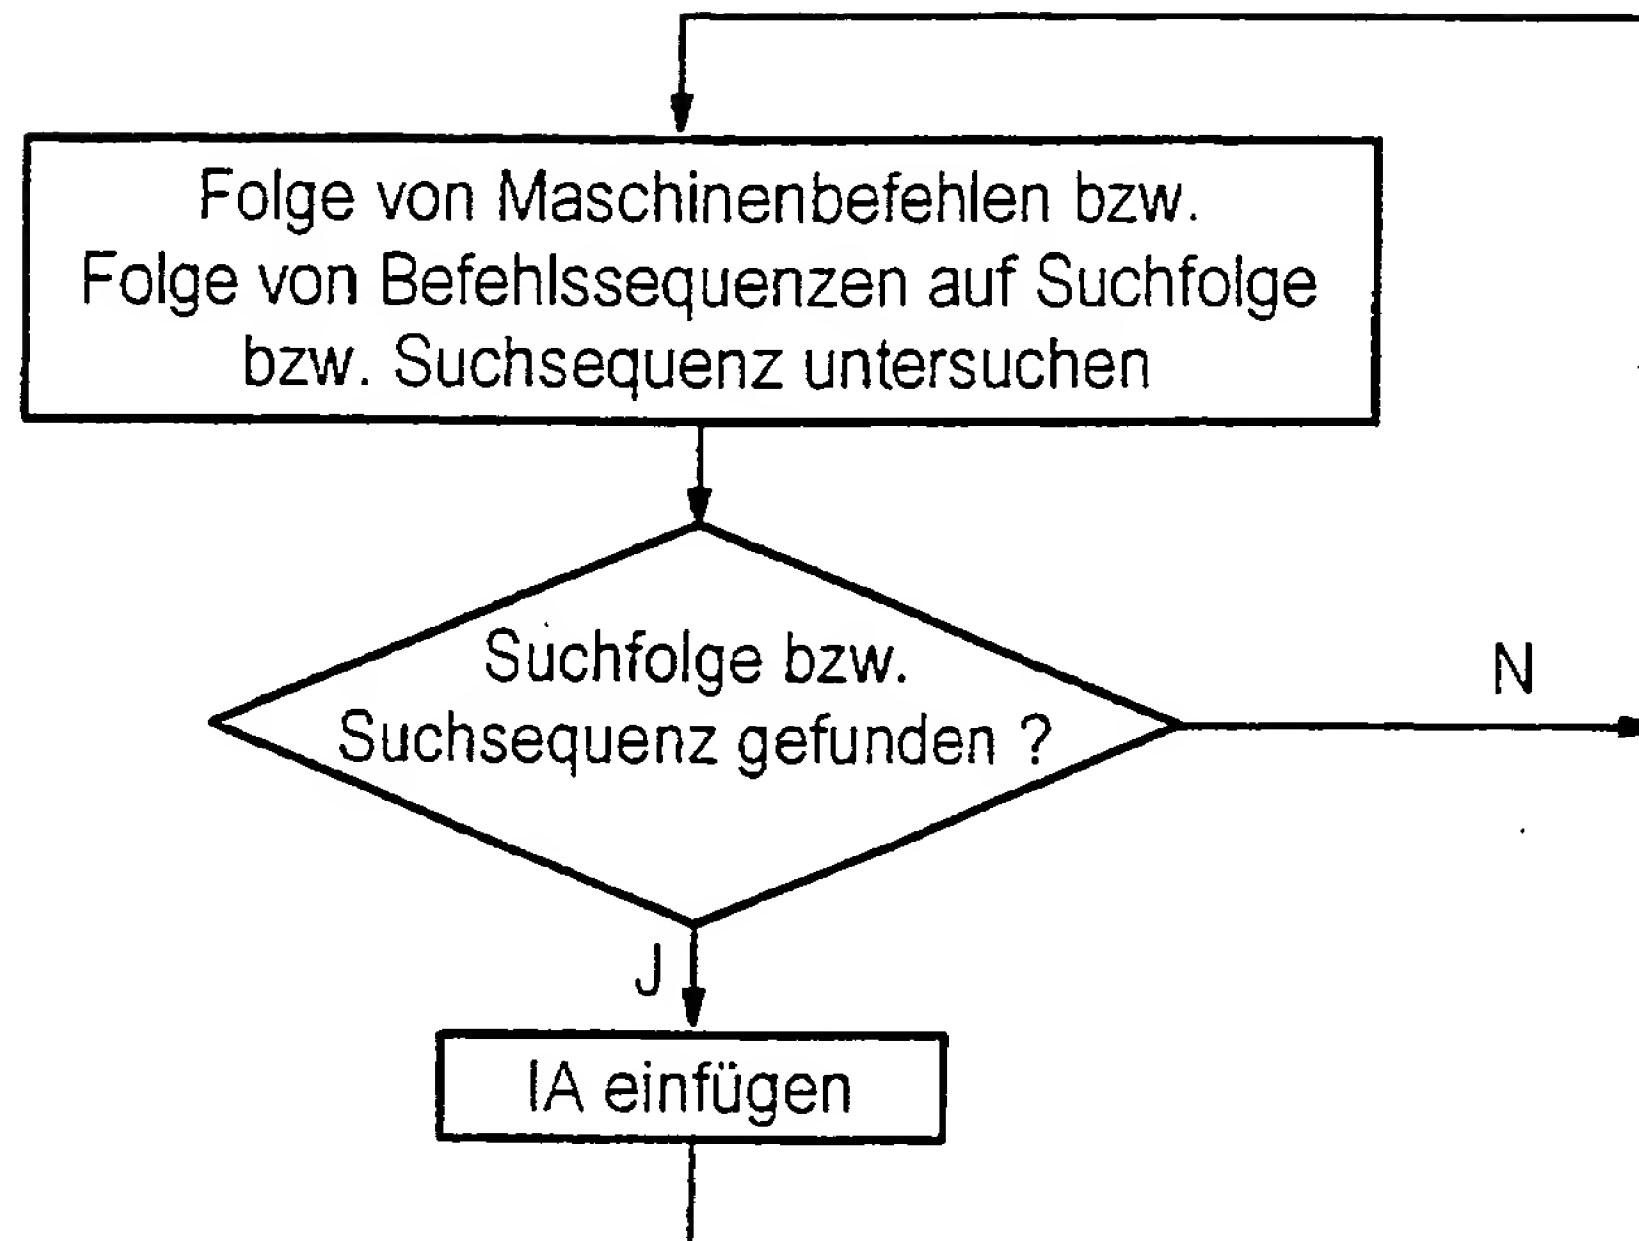 Folge von Maschinenbefehlen bzw.
Folge von Befehlssequenzen auf Suchfolge
bzw. Suchsequenz untersuchen
Suchfolge bzw.
Suchsequenz gefunden ?
N
J
IA einfügen